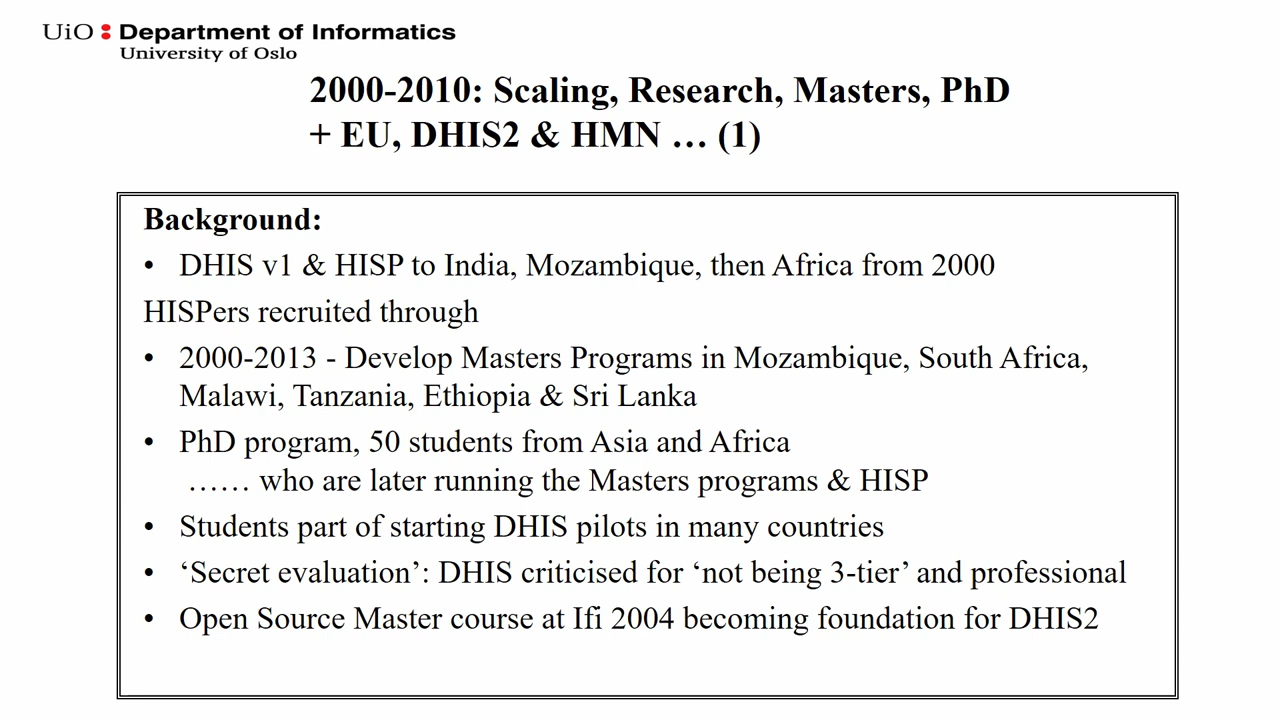 UiO : Department of Informatics
University of Oslo
2000-2010: Scaling, Research, Masters, PhD
+ EU, DHIS2 & HMN … (1)
Background:
• DHIS v1 & HISP to India, Mozambique, then Africa from 2000
HISPers recruited through
• 2000-2013 - Develop Masters Programs in Mozambique, South Africa,
Malawi, Tanzania, Ethiopia & Sri Lanka
• PhD program, 50 students from Asia and Africa
…… who are later running the Masters programs & HISP
• Students part of starting DHIS pilots in many countries
• ‘Secret evaluation’: DHIS criticised for ‘not being 3-tier’ and professional
• Open Source Master course at Ifi 2004 becoming foundation for DHIS2